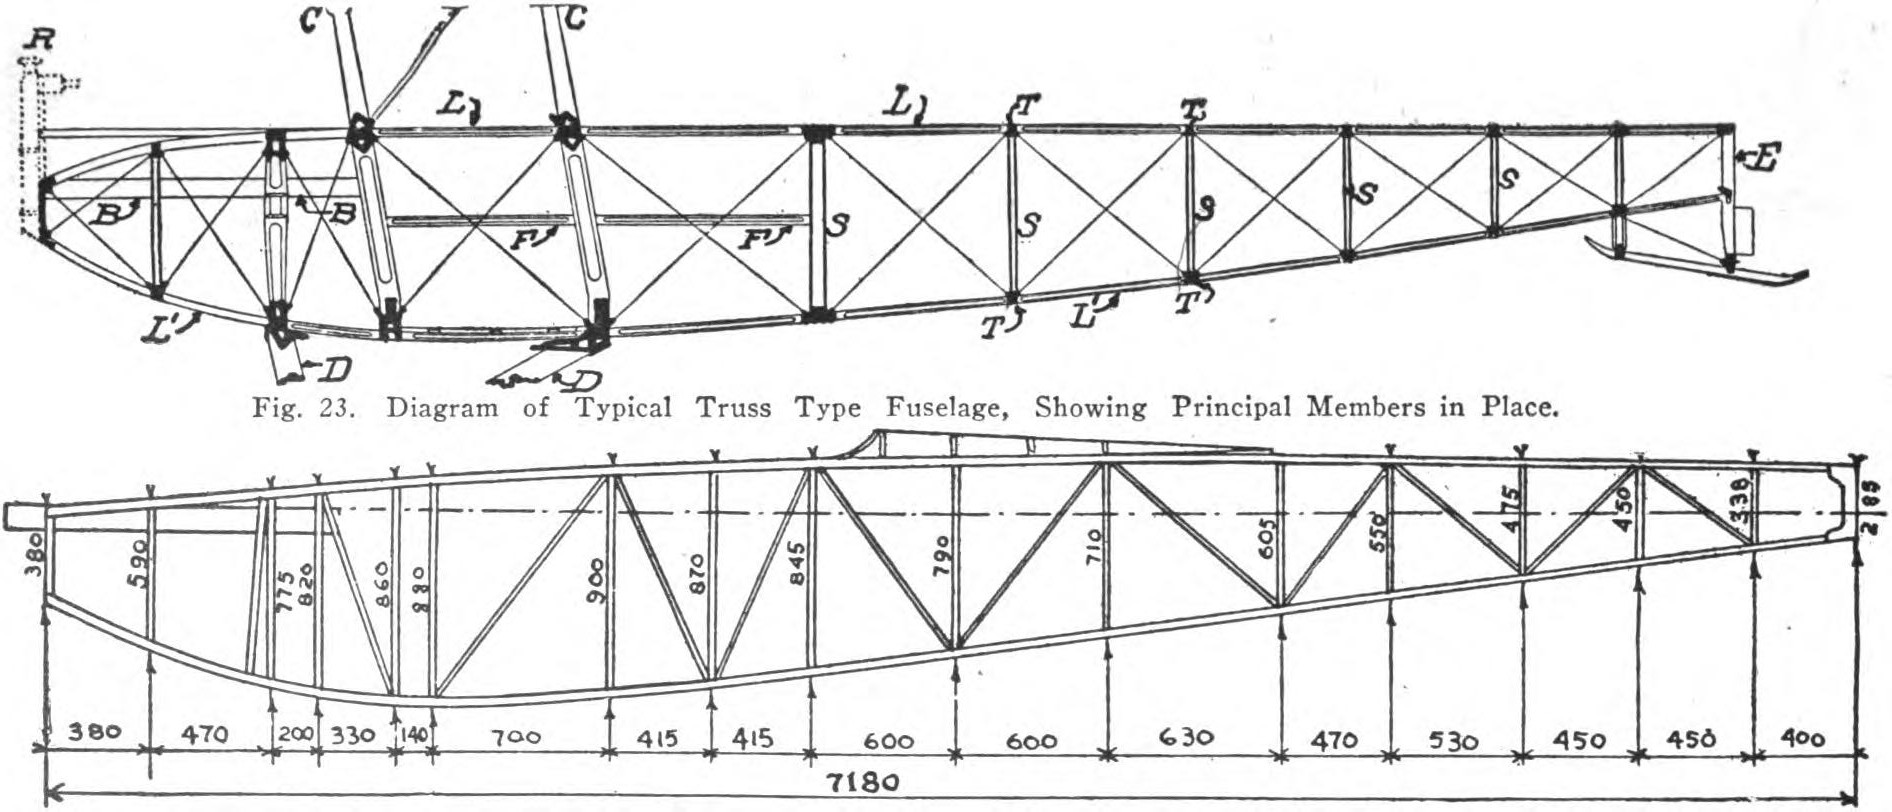 C C
R
L L T T
E
B B F F S S S S S
L' T L' T
D D
Fig. 23. Diagram of Typical Truss Type Fuselage, Showing Principal Members in Place.
380 590 775 820 860 880 900 870 845 790 710 605 550 475 450 338 285
380 470 200 330 140 700 415 415 600 600 630 470 530 450 450 400
7180